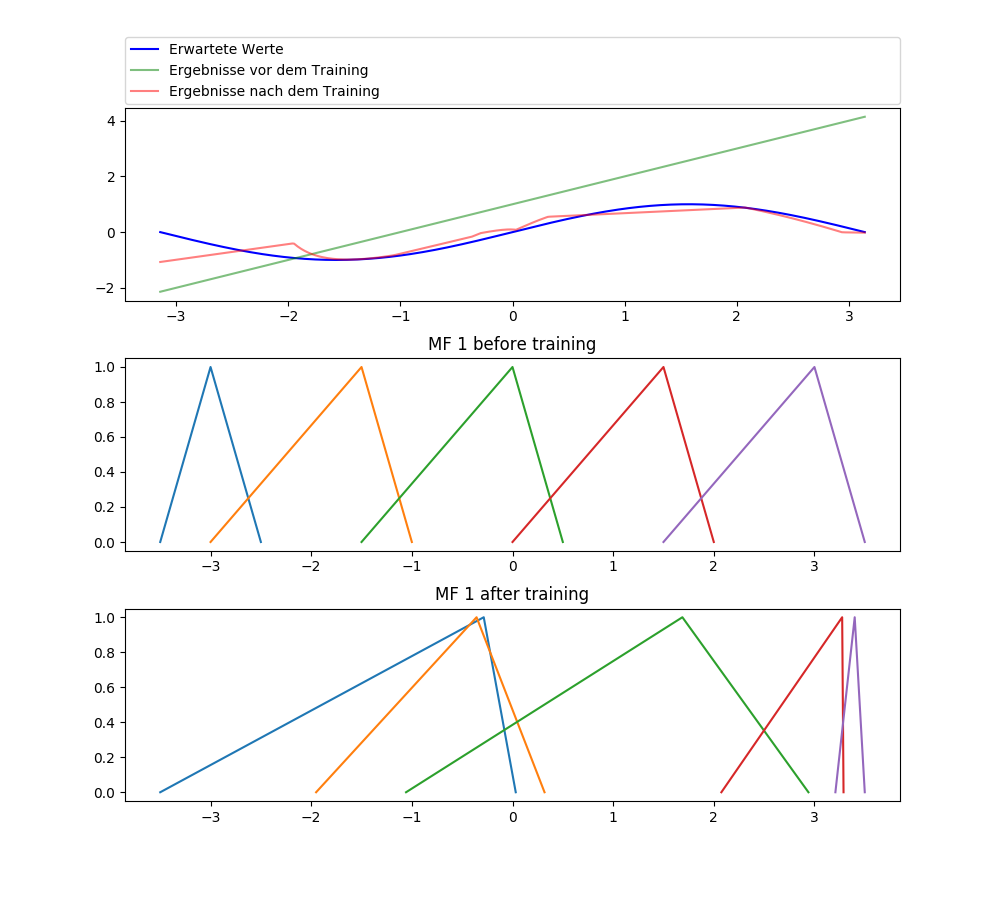 Erwartete Werte
Ergebnisse vor dem Training
Ergebnisse nach dem Training
4
2
0
−2
−3 −2 −1 0 1 2 3
MF 1 before training
1.0
0.8
0.6
0.4
0.2
0.0
−3 −2 −1 0 1 2 3
MF 1 after training
1.0
0.8
0.6
0.4
0.2
0.0
−3 −2 −1 0 1 2 3